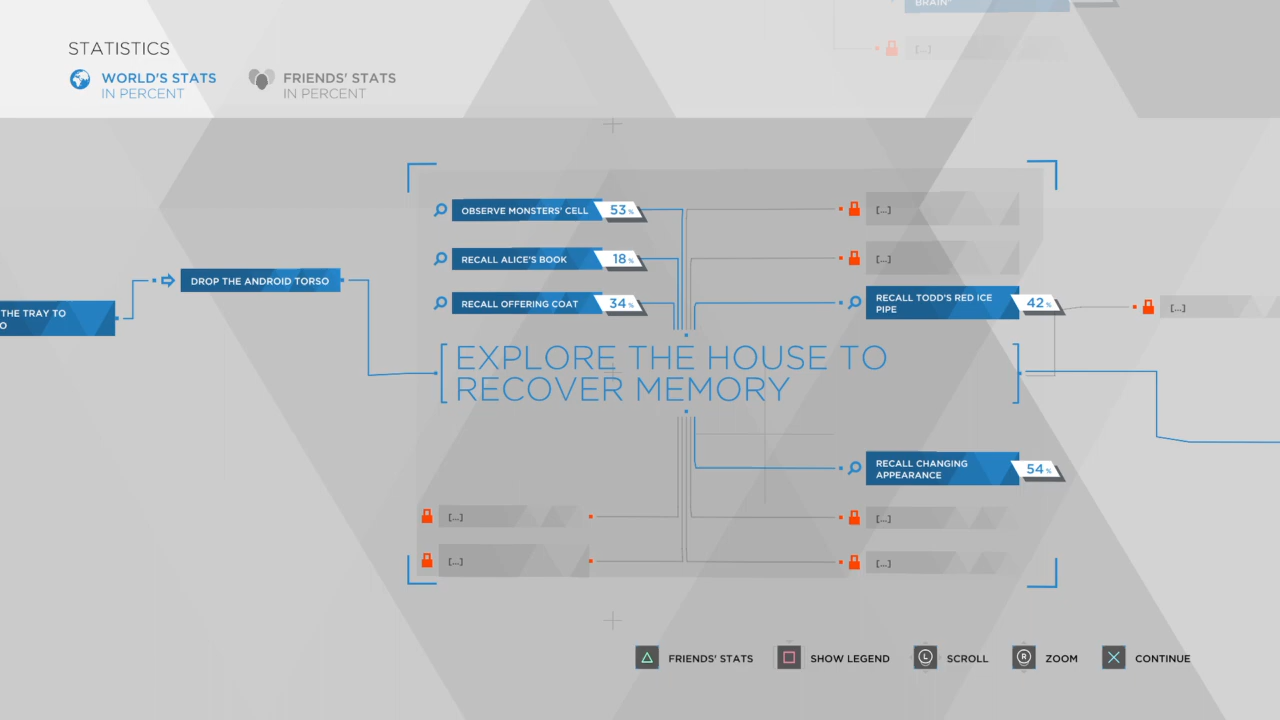 BRAIN"
[...]
STATISTICS
WORLD'S STATS
IN PERCENT
FRIENDS' STATS
IN PERCENT
OBSERVE MONSTERS' CELL 53%
[...]
RECALL ALICE'S BOOK 18%
[...]
DROP THE ANDROID TORSO
THE TRAY TO
O
RECALL OFFERING COAT 34%
RECALL TODD'S RED ICE
PIPE
42%
[...]
EXPLORE THE HOUSE TO
RECOVER MEMORY
RECALL CHANGING
APPEARANCE
54%
[...]
[...]
[...]
[...]
FRIENDS' STATS
SHOW LEGEND
L SCROLL
R ZOOM
CONTINUE